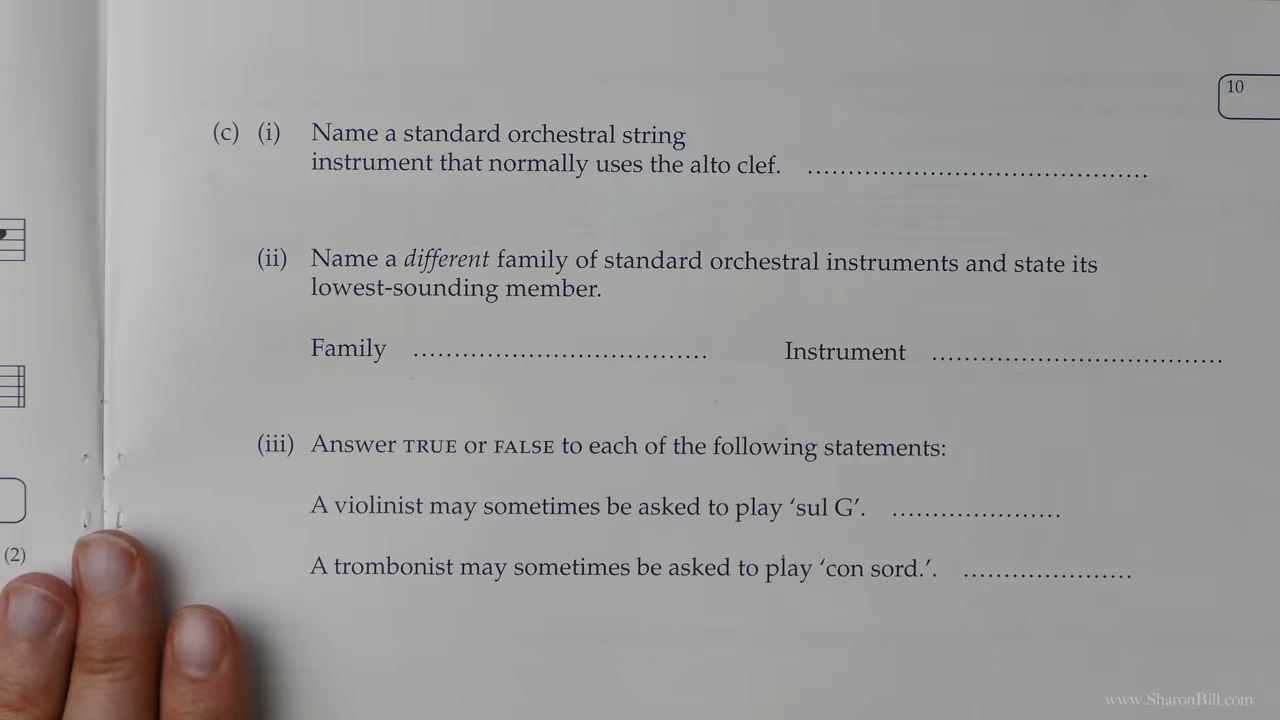 10
(c) (i) Name a standard orchestral string
instrument that normally uses the alto clef. ..........................................
(ii) Name a different family of standard orchestral instruments and state its
lowest-sounding member.
Family .................................... Instrument ....................................
(iii) Answer TRUE or FALSE to each of the following statements:
A violinist may sometimes be asked to play ‘sul G’. .....................
A trombonist may sometimes be asked to play ‘con sord.’. .....................
(2)
www.SharonBill.com